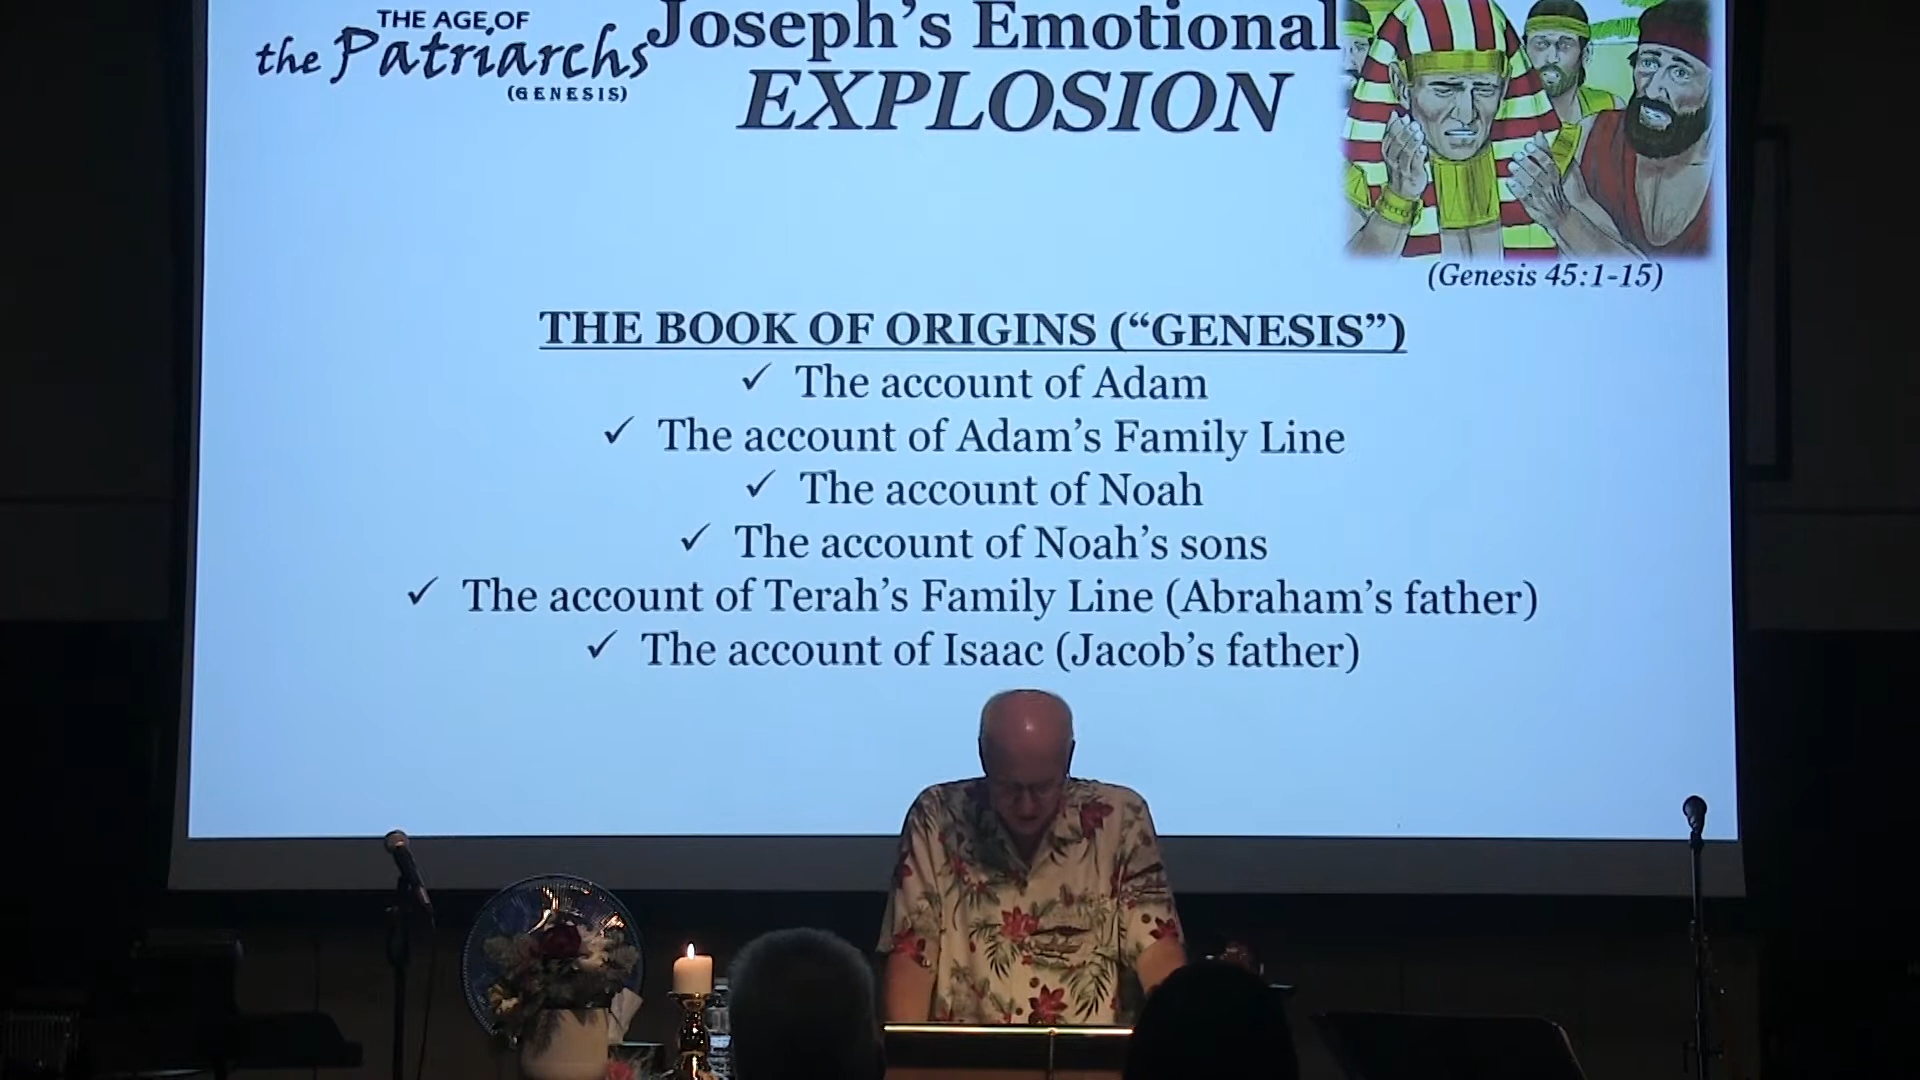 THE AGE OF
the Patriarchs
(GENESIS)
Joseph’s Emotional
EXPLOSION
(Genesis 45:1-15)
THE BOOK OF ORIGINS (“GENESIS”)
✓ The account of Adam
✓ The account of Adam’s Family Line
✓ The account of Noah
✓ The account of Noah’s sons
✓ The account of Terah’s Family Line (Abraham’s father)
✓ The account of Isaac (Jacob’s father)